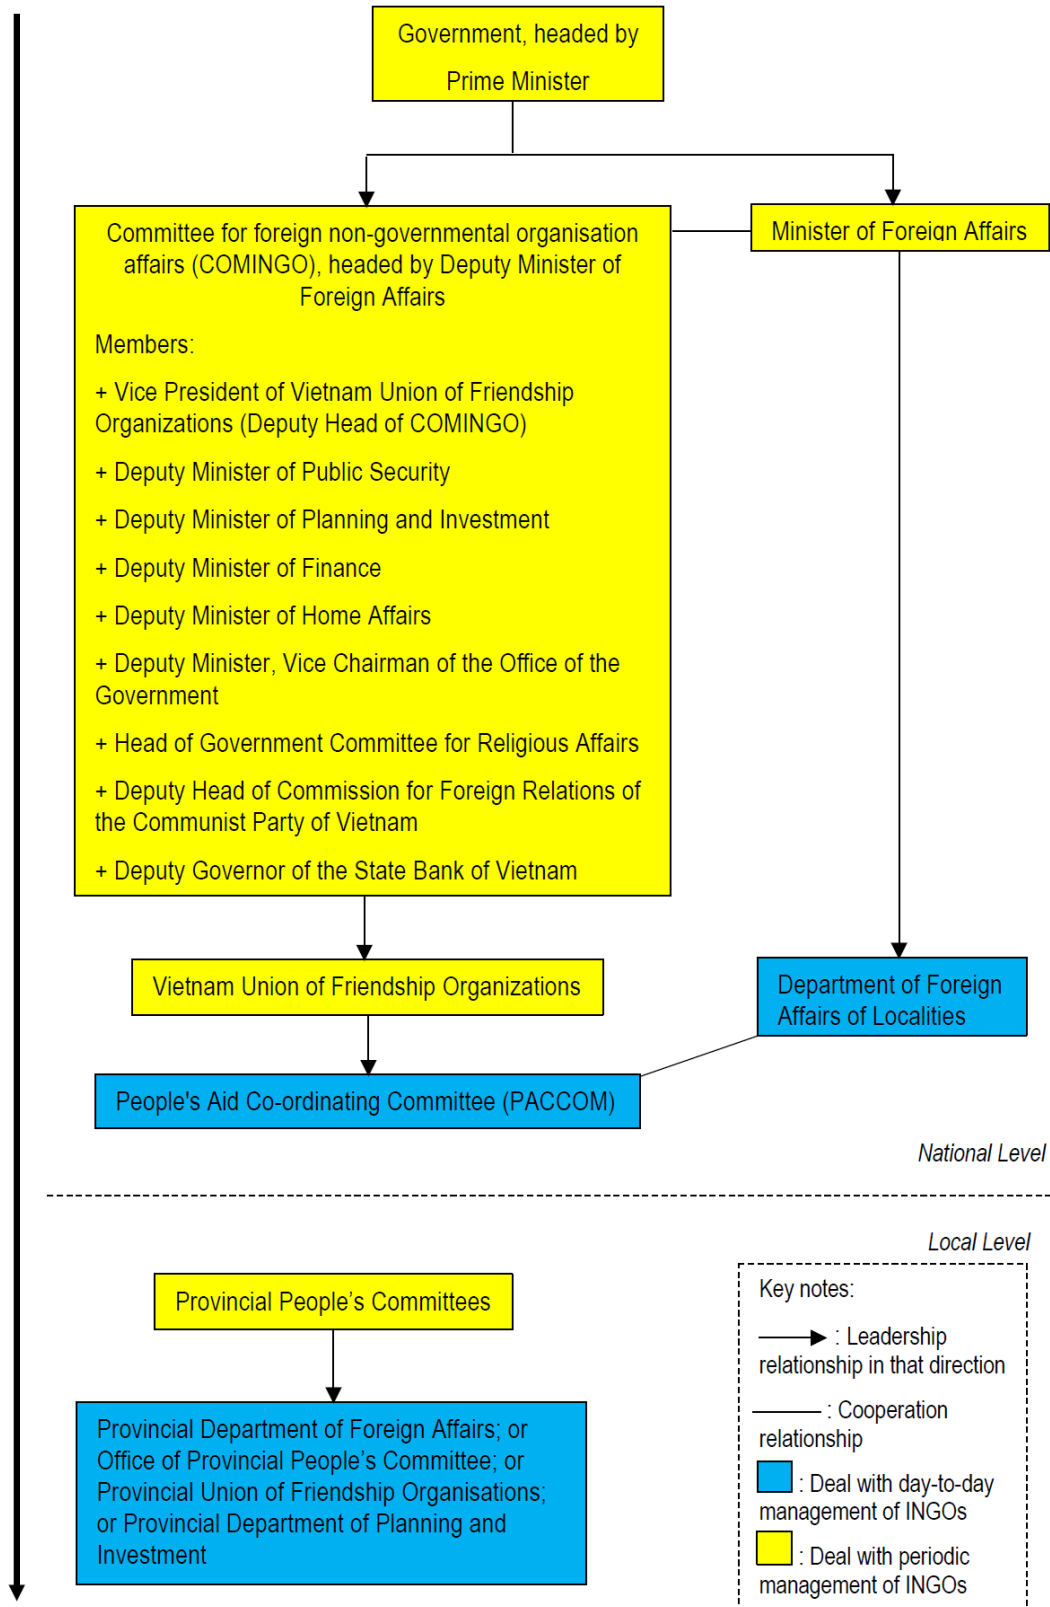 Government, headed by
Prime Minister
Committee for foreign non-governmental organisation
affairs (COMINGO), headed by Deputy Minister of
Foreign Affairs
Members:
+ Vice President of Vietnam Union of Friendship
Organizations (Deputy Head of COMINGO)
+ Deputy Minister of Public Security
+ Deputy Minister of Planning and Investment
+ Deputy Minister of Finance
+ Deputy Minister of Home Affairs
+ Deputy Minister, Vice Chairman of the Office of the
Government
+ Head of Government Committee for Religious Affairs
+ Deputy Head of Commission for Foreign Relations of
the Communist Party of Vietnam
+ Deputy Governor of the State Bank of Vietnam
Minister of Foreign Affairs
Vietnam Union of Friendship Organizations
Department of Foreign
Affairs of Localities
People's Aid Co-ordinating Committee (PACCOM)
National Level
Local Level
Provincial People’s Committees
Provincial Department of Foreign Affairs; or
Office of Provincial People’s Committee; or
Provincial Union of Friendship Organisations;
or Provincial Department of Planning and
Investment
Key notes:
: Leadership
relationship in that direction
: Cooperation
relationship
: Deal with day-to-day
management of INGOs
: Deal with periodic
management of INGOs